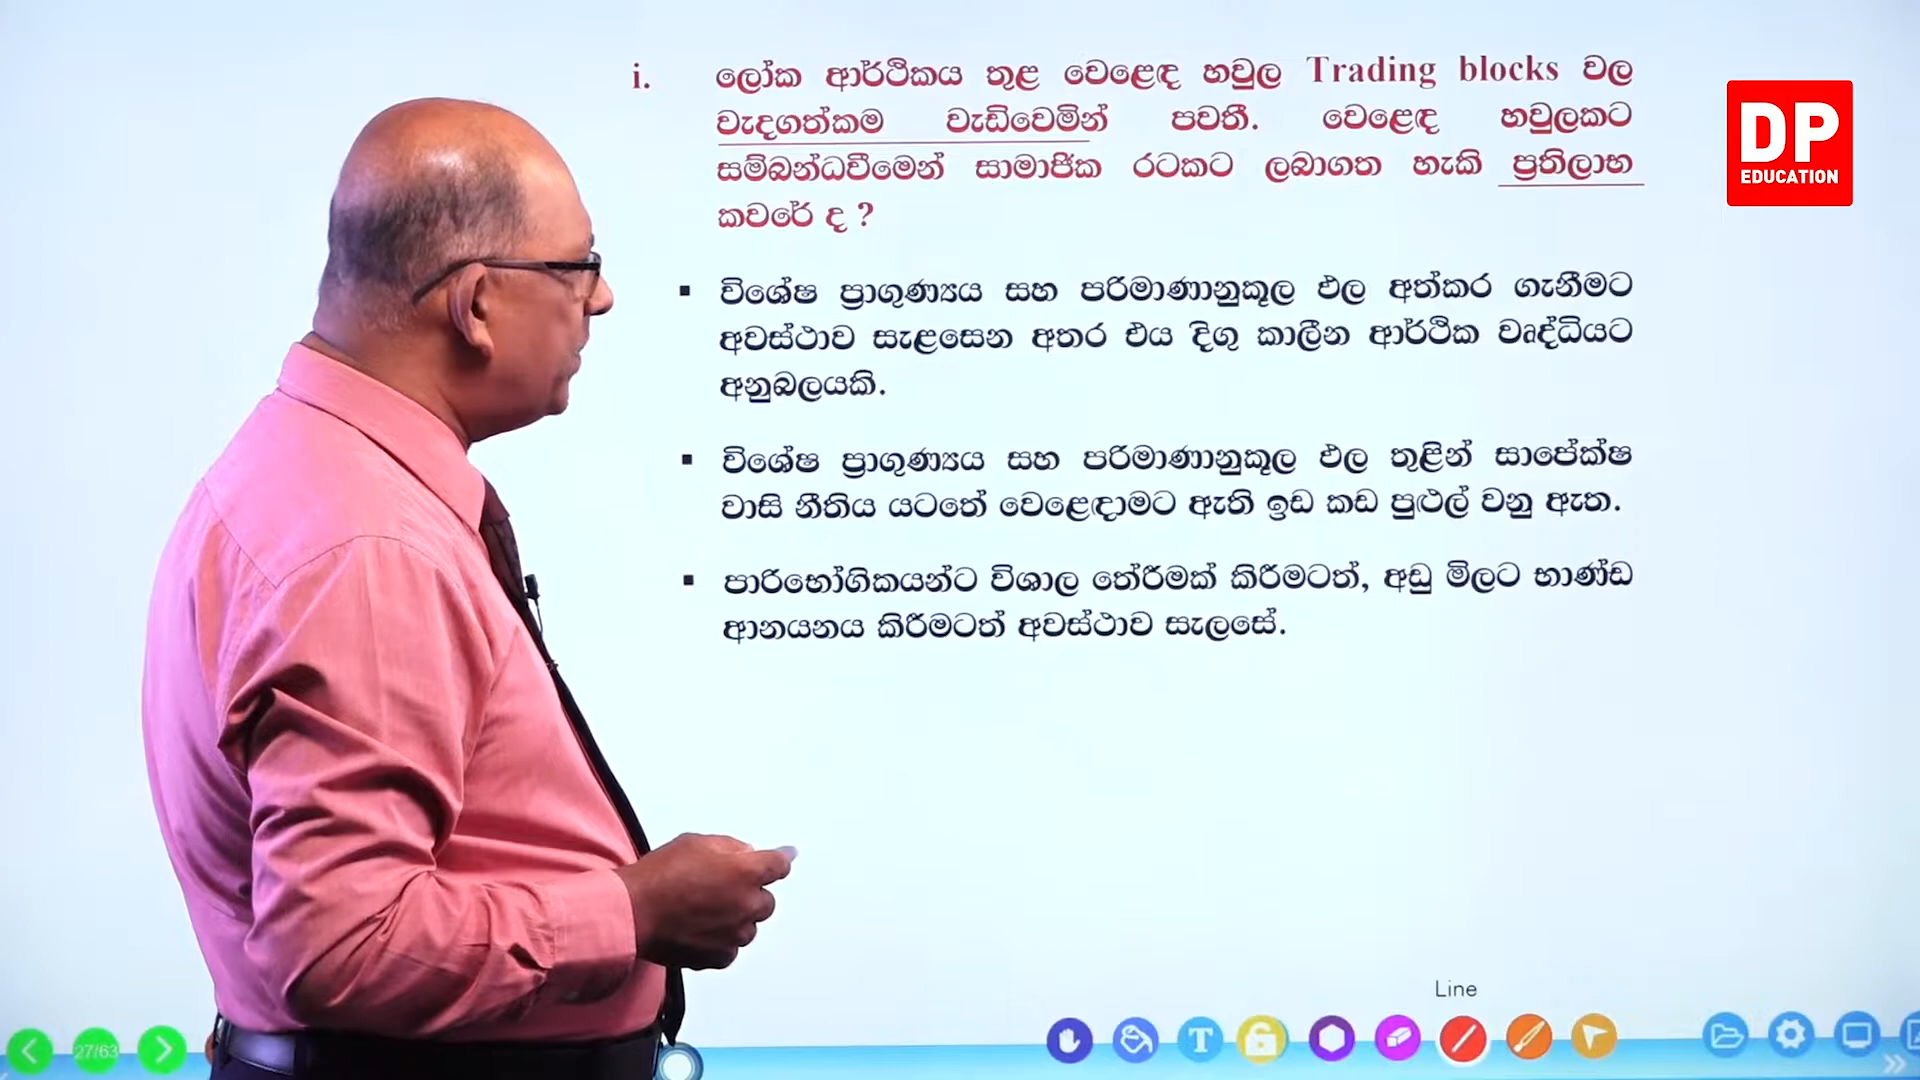 i. ලෝක ආර්ථිකය තුළ වෙළෙඳ හවුල Trading blocks වල
වැදගත්කම වැඩිවෙමින් පවතී. වෙළෙඳ හවුලකට
සම්බන්ධවීමෙන් සාමාජික රටකට ලබාගත හැකි ප්‍රතිලාභ
කවරේ ද ?
▪ විශේෂ ප්‍රාගුණ්‍යය සහ පරිමාණානුකූල ඵල අත්කර ගැනීමට
අවස්ථාව සැළසෙන අතර එය දිගු කාලීන ආර්ථික වෘද්ධියට
අනුබලයකි.
▪ විශේෂ ප්‍රාගුණ්‍යය සහ පරිමාණානුකූල ඵල තුළින් සාපේක්ෂ
වාසි නීතිය යටතේ වෙළෙඳාමට ඇති ඉඩ කඩ පුළුල් වනු ඇත.
▪ පාරිභෝගිකයන්ට විශාල තේරීමක් කිරීමටත්, අඩු මිලට භාණ්ඩ
ආනයනය කිරීමටත් අවස්ථාව සැලසේ.
DP
EDUCATION
Line
27/63